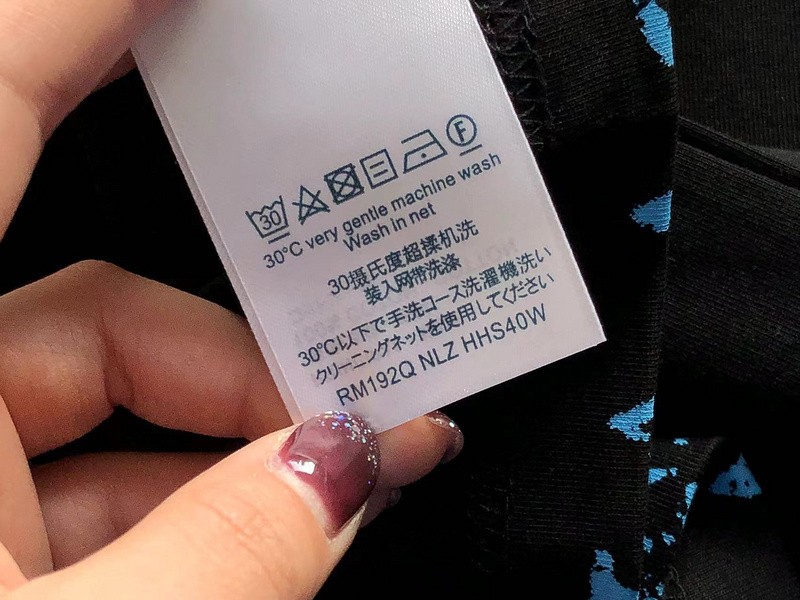 30 F
30°C very gentle machine wash
Wash in net
30摄氏度超揉机洗
装入网带洗涤
30℃以下で手洗コース洗濯機洗い
クリーニングネットを使用してください
RM192Q NLZ HHS40W